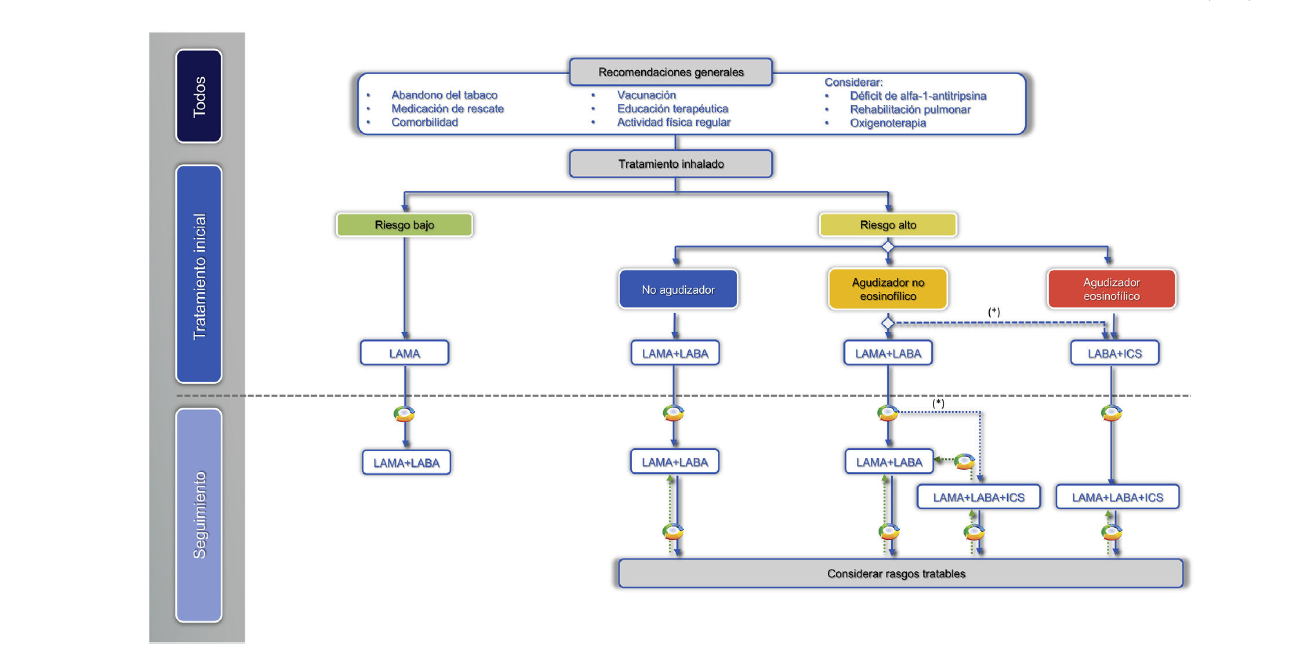 Todos
Recomendaciones generales
• Abandono del tabaco
• Medicación de rescate
• Comorbilidad
• Vacunación
• Educación terapéutica
• Actividad física regular
Considerar:
• Déficit de alfa-1-antitripsina
• Rehabilitación pulmonar
• Oxigenoterapia
Tratamiento inhalado
Tratamiento inicial
Riesgo bajo
Riesgo alto
No agudizador
Agudizador no
eosinofílico
Agudizador
eosinofílico
(*)
LAMA
LAMA+LABA
LAMA+LABA
LABA+ICS
(*)
Seguimiento
LAMA+LABA
LAMA+LABA
LAMA+LABA
LAMA+LABA+ICS
LAMA+LABA+ICS
Considerar rasgos tratables